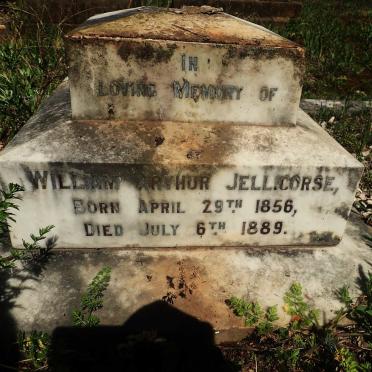 IN
LOVING MEMORY OF
WILLIAM ARTHUR JELLICORSE,
BORN APRIL 29TH 1856,
DIED JULY 6TH 1889.